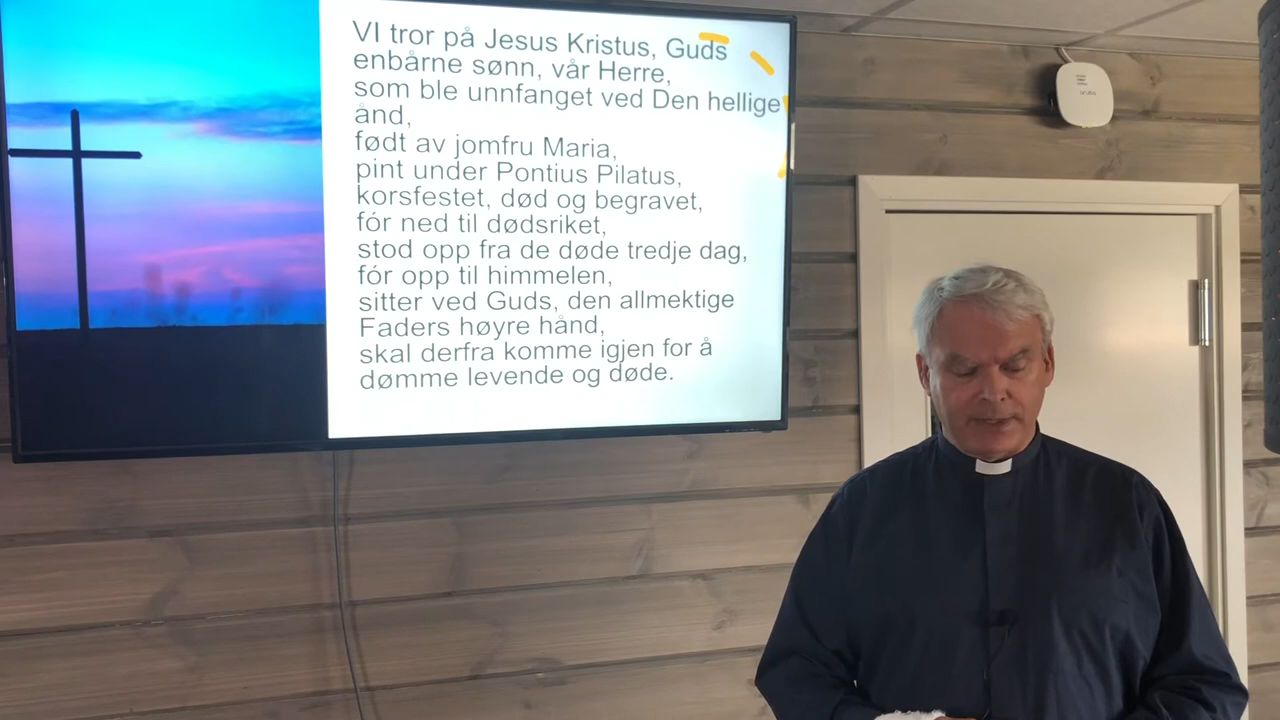 VI tror på Jesus Kristus, Guds
enbårne sønn, vår Herre,
som ble unnfanget ved Den hellige
ånd,
født av jomfru Maria,
pint under Pontius Pilatus,
korsfestet, død og begravet,
fór ned til dødsriket,
stod opp fra de døde tredje dag,
fór opp til himmelen,
sitter ved Guds, den allmektige
Faders høyre hånd,
skal derfra komme igjen for å
dømme levende og døde.